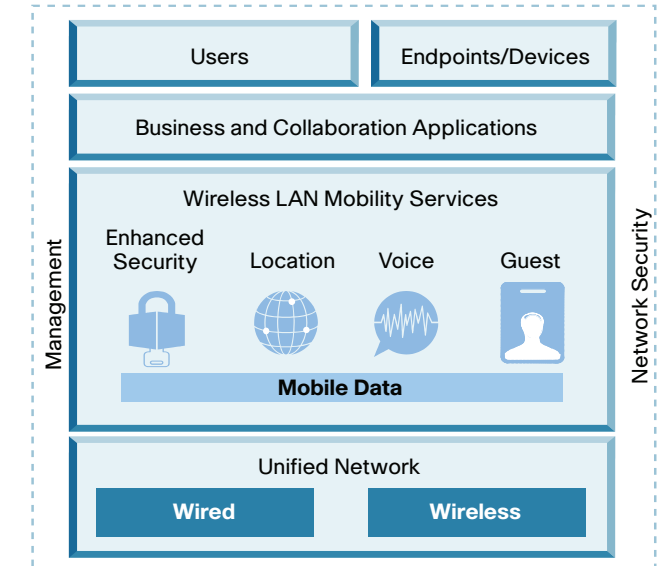 Users
Endpoints/Devices
Business and Collaboration Applications
Wireless LAN Mobility Services
Enhanced
Security
Location
Voice
Guest
Mobile Data
Management
Network Security
Unified Network
Wired
Wireless